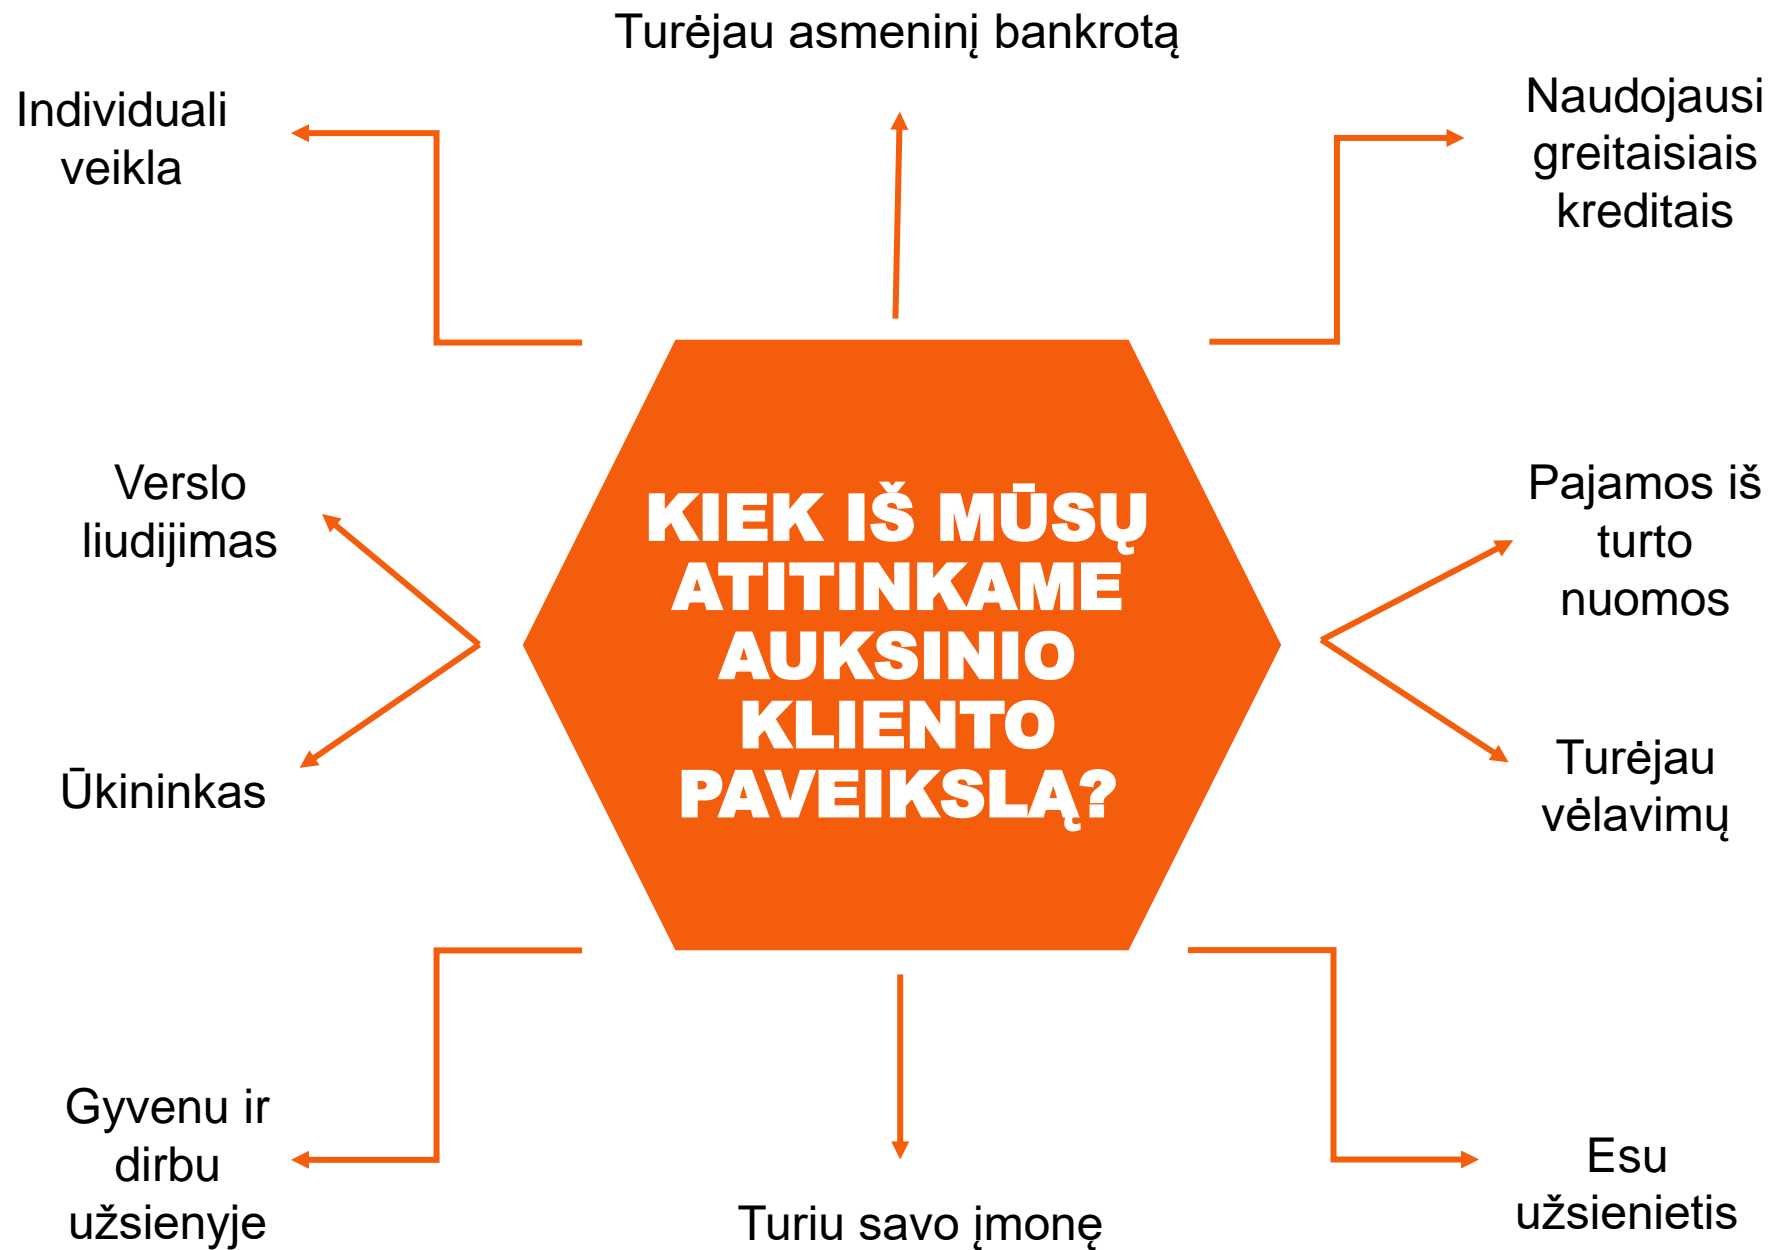 Turėjau asmeninį bankrotą
Individuali
veikla
Naudojausi
greitaisiais
kreditais
Verslo
liudijimas
KIEK IŠ MŪSŲ
ATITINKAME
AUKSINIO
KLIENTO
PAVEIKSLĄ?
Pajamos iš
turto
nuomos
Ūkininkas
Turėjau
vėlavimų
Gyvenu ir
dirbu
užsienyje
Turiu savo įmonę
Esu
užsienietis